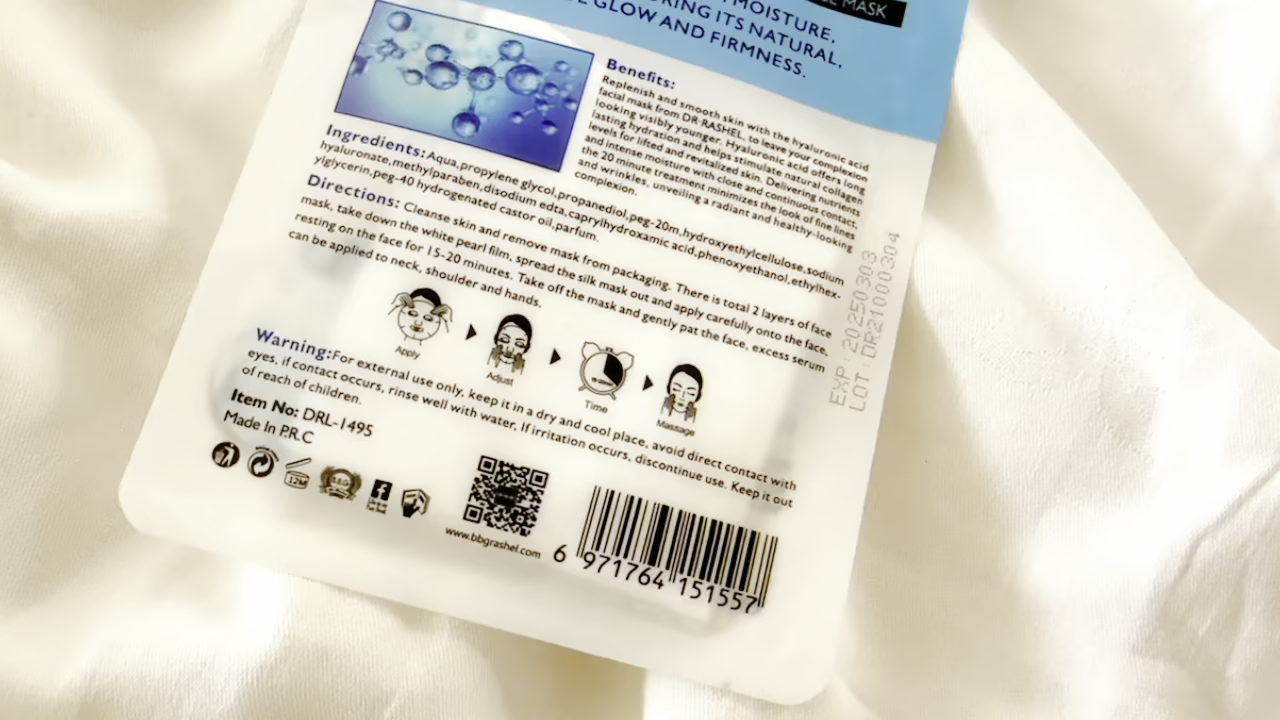 MASK
MOISTURE,
RING ITS NATURAL,
GLOW AND FIRMNESS.
Benefits:
Replenish and smooth skin with the hyaluronic acid
facial mask from DR·RASHEL, to leave your complexion
looking visibly younger. Hyaluronic acid offers long
lasting hydration and helps stimulate natural collagen
levels for lifted and revitalized skin. Delivering nutrients
and intense moisture with close and continuous contact,
the 20 minute treatment minimizes the look of fine lines
and wrinkles, unveiling a radiant and healthy-looking
complexion.
Ingredients: Aqua,propylene glycol,propanediol,peg-20m,hydroxyethylcellulose,sodium
hyaluronate,methylparaben,disodium edta,caprylhydroxamic acid,phenoxyethanol,ethylhex-
ylglycerin,peg-40 hydrogenated castor oil,parfum.
Directions: Cleanse skin and remove mask from packaging. There is total 2 layers of face
mask, take down the white pearl film, spread the silk mask out and apply carefully onto the face,
resting on the face for 15-20 minutes. Take off the mask and gently pat the face, excess serum
can be applied to neck, shoulder and hands.
Apply
Adjust
Time
Massage
Warning:For external use only, keep it in a dry and cool place, avoid direct contact with
eyes, if contact occurs, rinse well with water, If irritation occurs, discontinue use. Keep it out
of reach of children.
Item No: DRL-1495
Made In P.R.C
12M
www.bbgrashel.com
6 971764 151557
EXP: 20250303
LOT: DR21000304